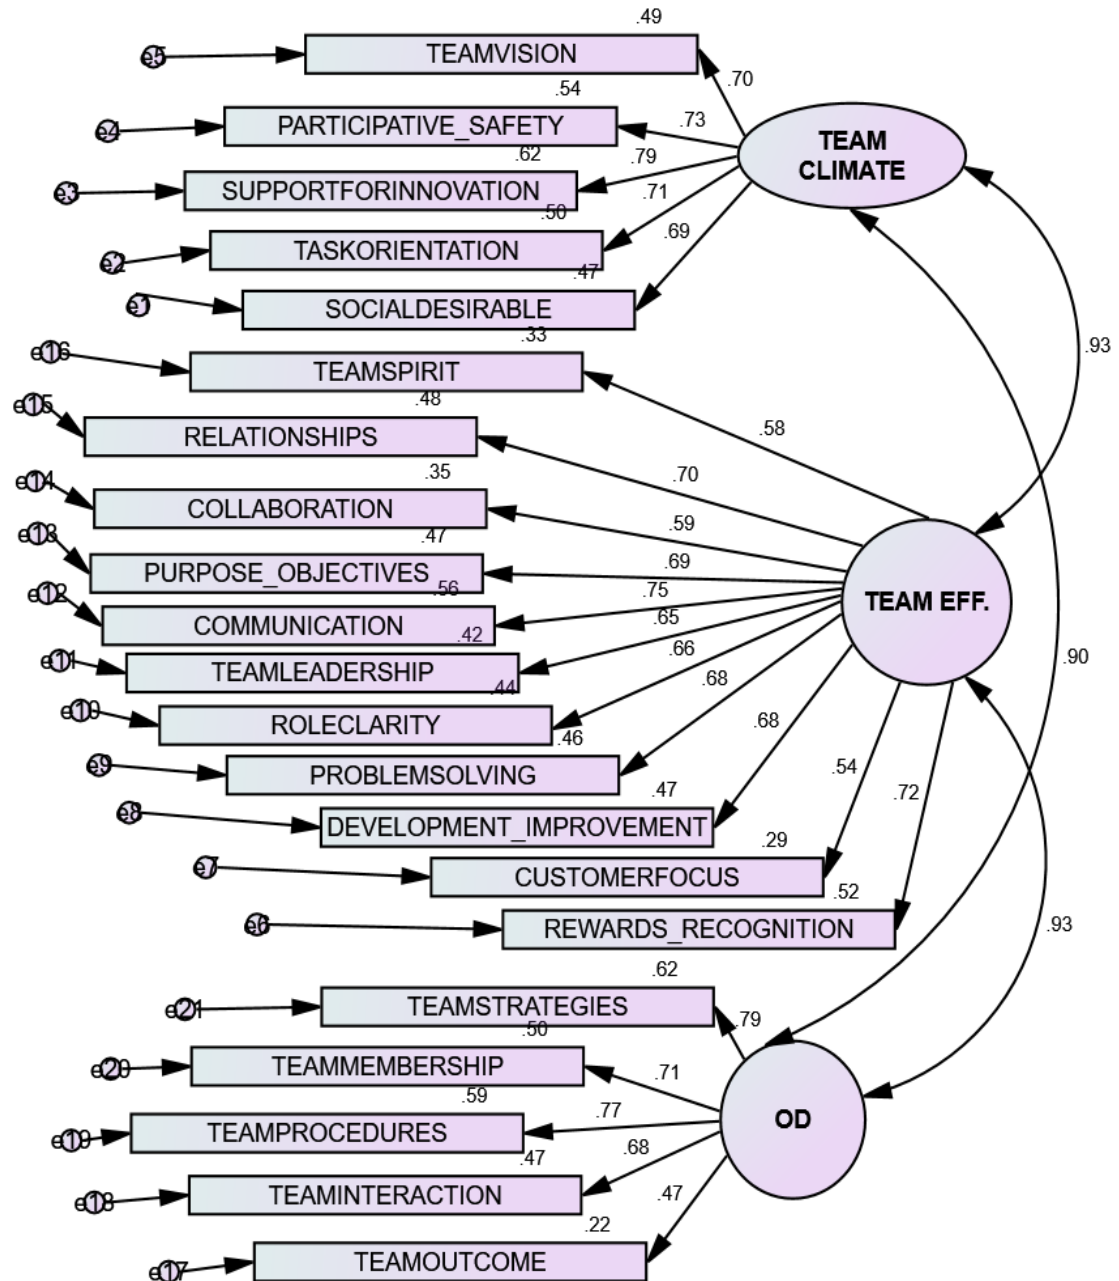 .49
e5
TEAMVISION
.70
.54
e4
PARTICIPATIVE_SAFETY
.73
TEAM
CLIMATE
.62
.79
e3
SUPPORTFORINNOVATION
.71
.50
e2
TASKORIENTATION
.69
.47
e1
SOCIALDESIRABLE
.33
e16
TEAMSPIRIT
.93
.48
e15
RELATIONSHIPS
.58
.35
.70
e14
COLLABORATION
.59
.47
e13
PURPOSE_OBJECTIVES
.69
.56
.75
TEAM EFF.
e12
COMMUNICATION
.65
.42
.66
e11
TEAMLEADERSHIP
.68
.90
.44
e10
ROLECLARITY
.68
.46
e9
PROBLEMSOLVING
.54
.72
.47
e8
DEVELOPMENT_IMPROVEMENT
.29
e7
CUSTOMERFOCUS
.52
e6
REWARDS_RECOGNITION
.93
.62
e21
TEAMSTRATEGIES
.79
.50
e20
TEAMMEMBERSHIP
.71
.59
.77
OD
e19
TEAMPROCEDURES
.68
.47
e18
TEAMINTERACTION
.47
.22
e17
TEAMOUTCOME